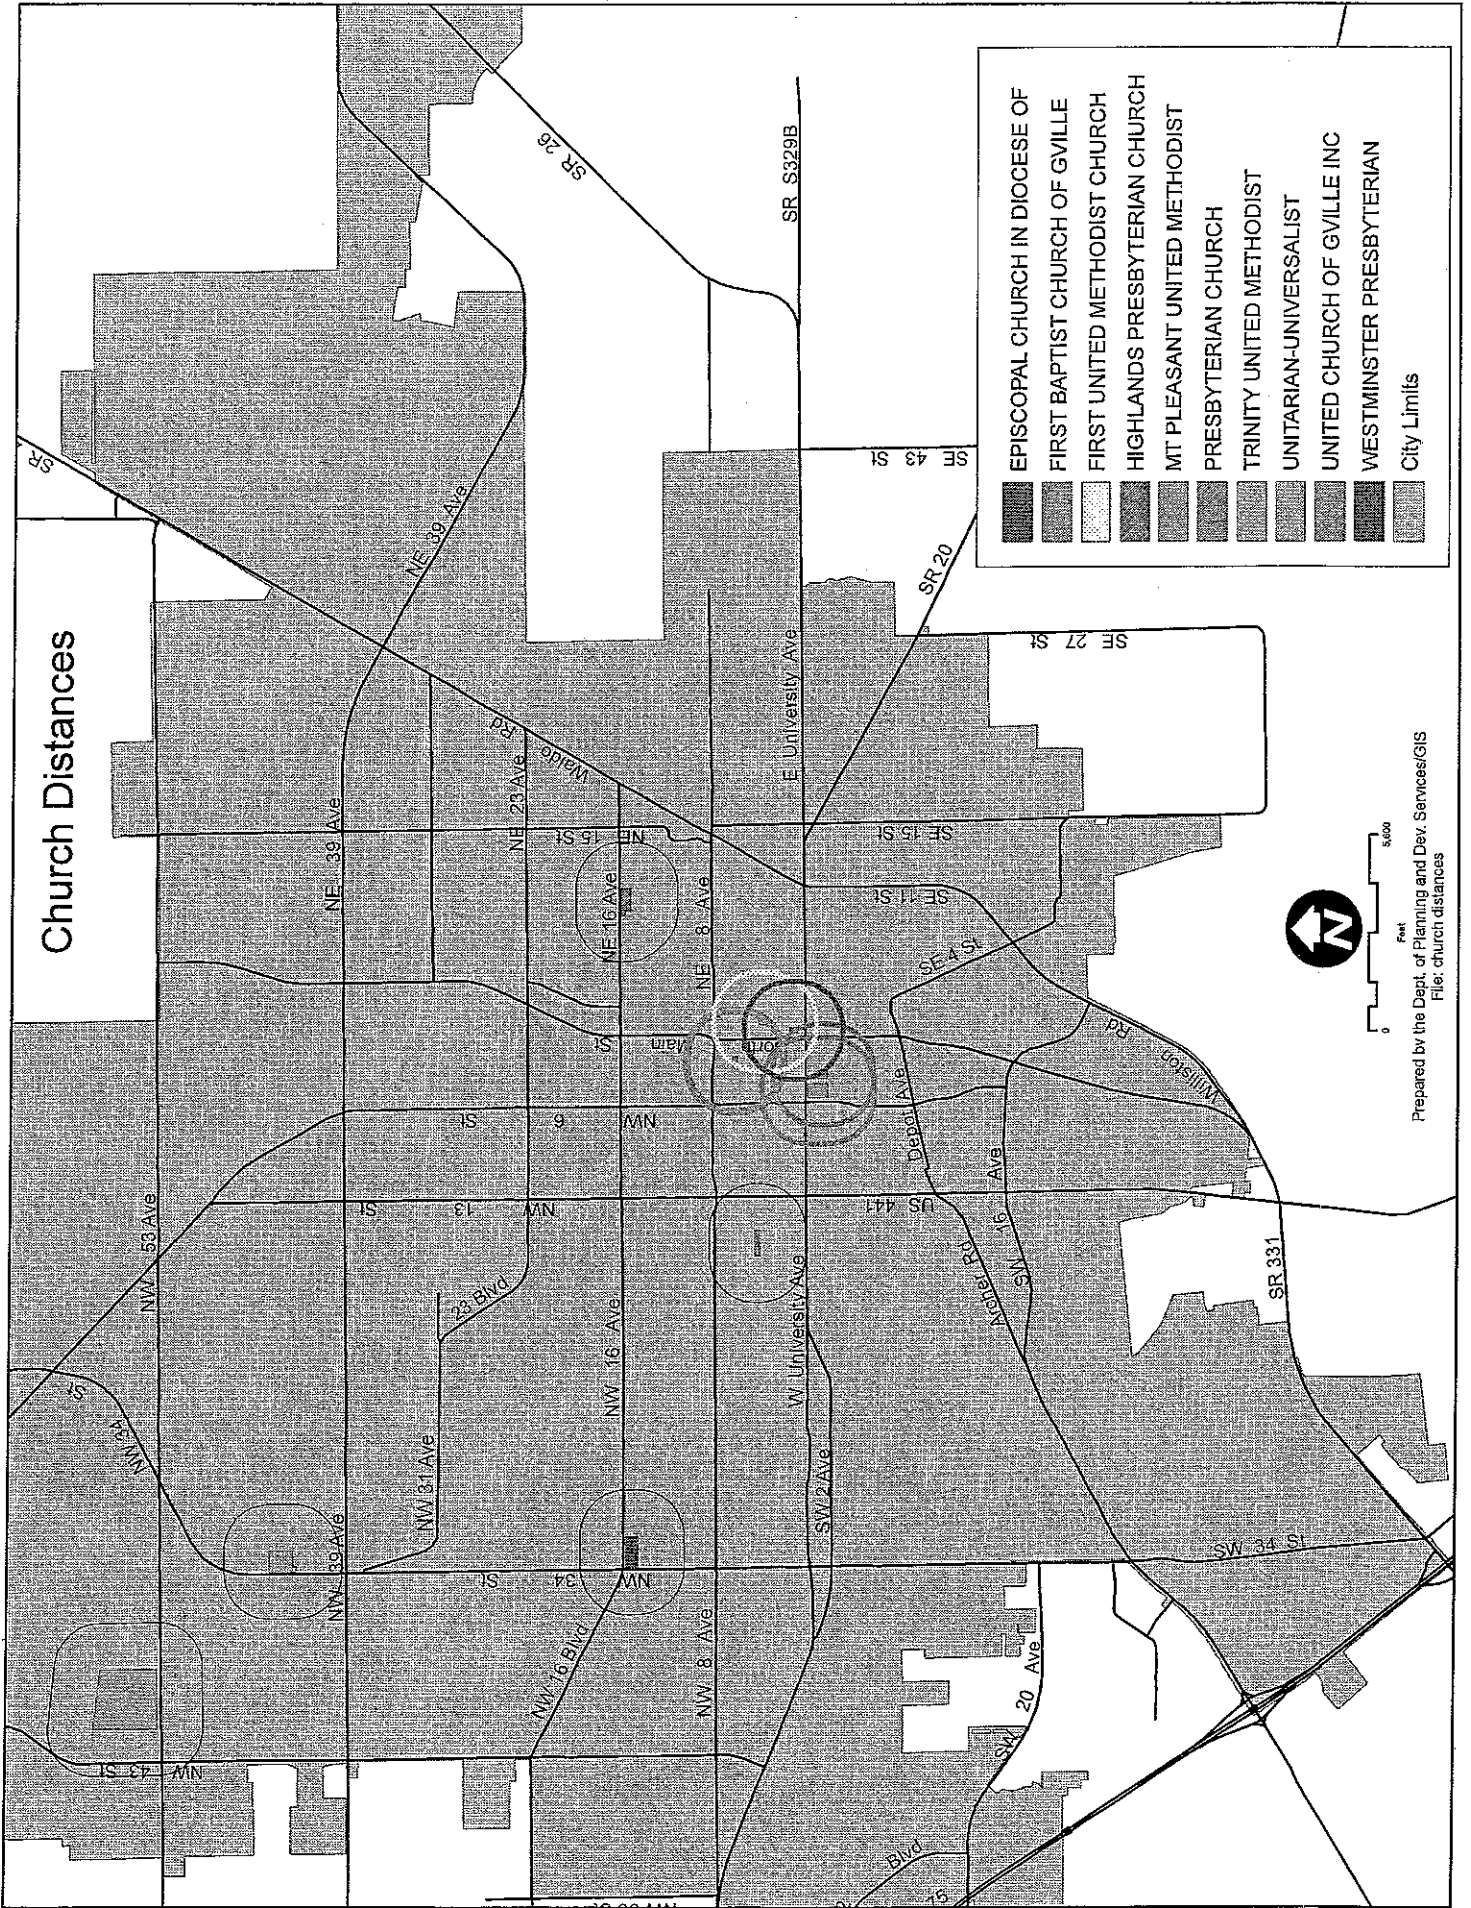 Church Distances
SR
SR 26
SR S329B
NE 39 Ave
SE 43 St
SR 20
SE 27 St
E University Ave
Waldo Rd
NE 23 Ave
NE 39 Ave
NE 15 St
SE 15 St
NE 16 Ave
NE 8 Ave
SE 11 St
SE 4 St
Main St
Williston Rd
Depot Ave
NW 6 St
NW 53 Ave
NW 13 St
US 441
SW 16 Ave
Archer Rd
SR 331
23 Blvd
NW 16 Ave
W University Ave
NW 34 St
NW 31 Ave
SW 2 Ave
NW 39 Ave
NW 34 St
SW 34 St
NW 16 Blvd
NW 8 Ave
SW 20 Ave
NW 43 St
Blvd
75
EPISCOPAL CHURCH IN DIOCESE OF
FIRST BAPTIST CHURCH OF GVILLE
FIRST UNITED METHODIST CHURCH
HIGHLANDS PRESBYTERIAN CHURCH
MT PLEASANT UNITED METHODIST
PRESBYTERIAN CHURCH
TRINITY UNITED METHODIST
UNITARIAN-UNIVERSALIST
UNITED CHURCH OF GVILLE INC
WESTMINSTER PRESBYTERIAN
City Limits
N
0 5,600
Feet
Prepared by the Dept. of Planning and Dev. Services/GIS
File: church distances